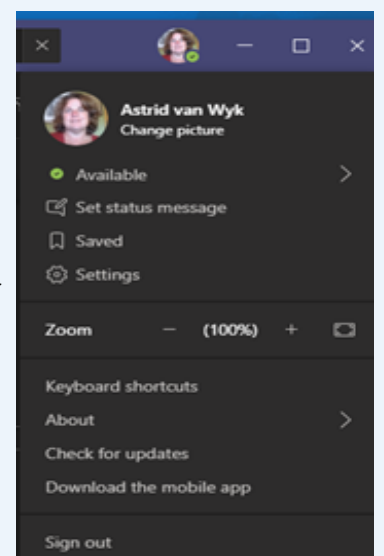 Astrid van Wyk
Change picture
Available
Set status message
Saved
Settings
Zoom (100%)
Keyboard shortcuts
About
Check for updates
Download the mobile app
Sign out